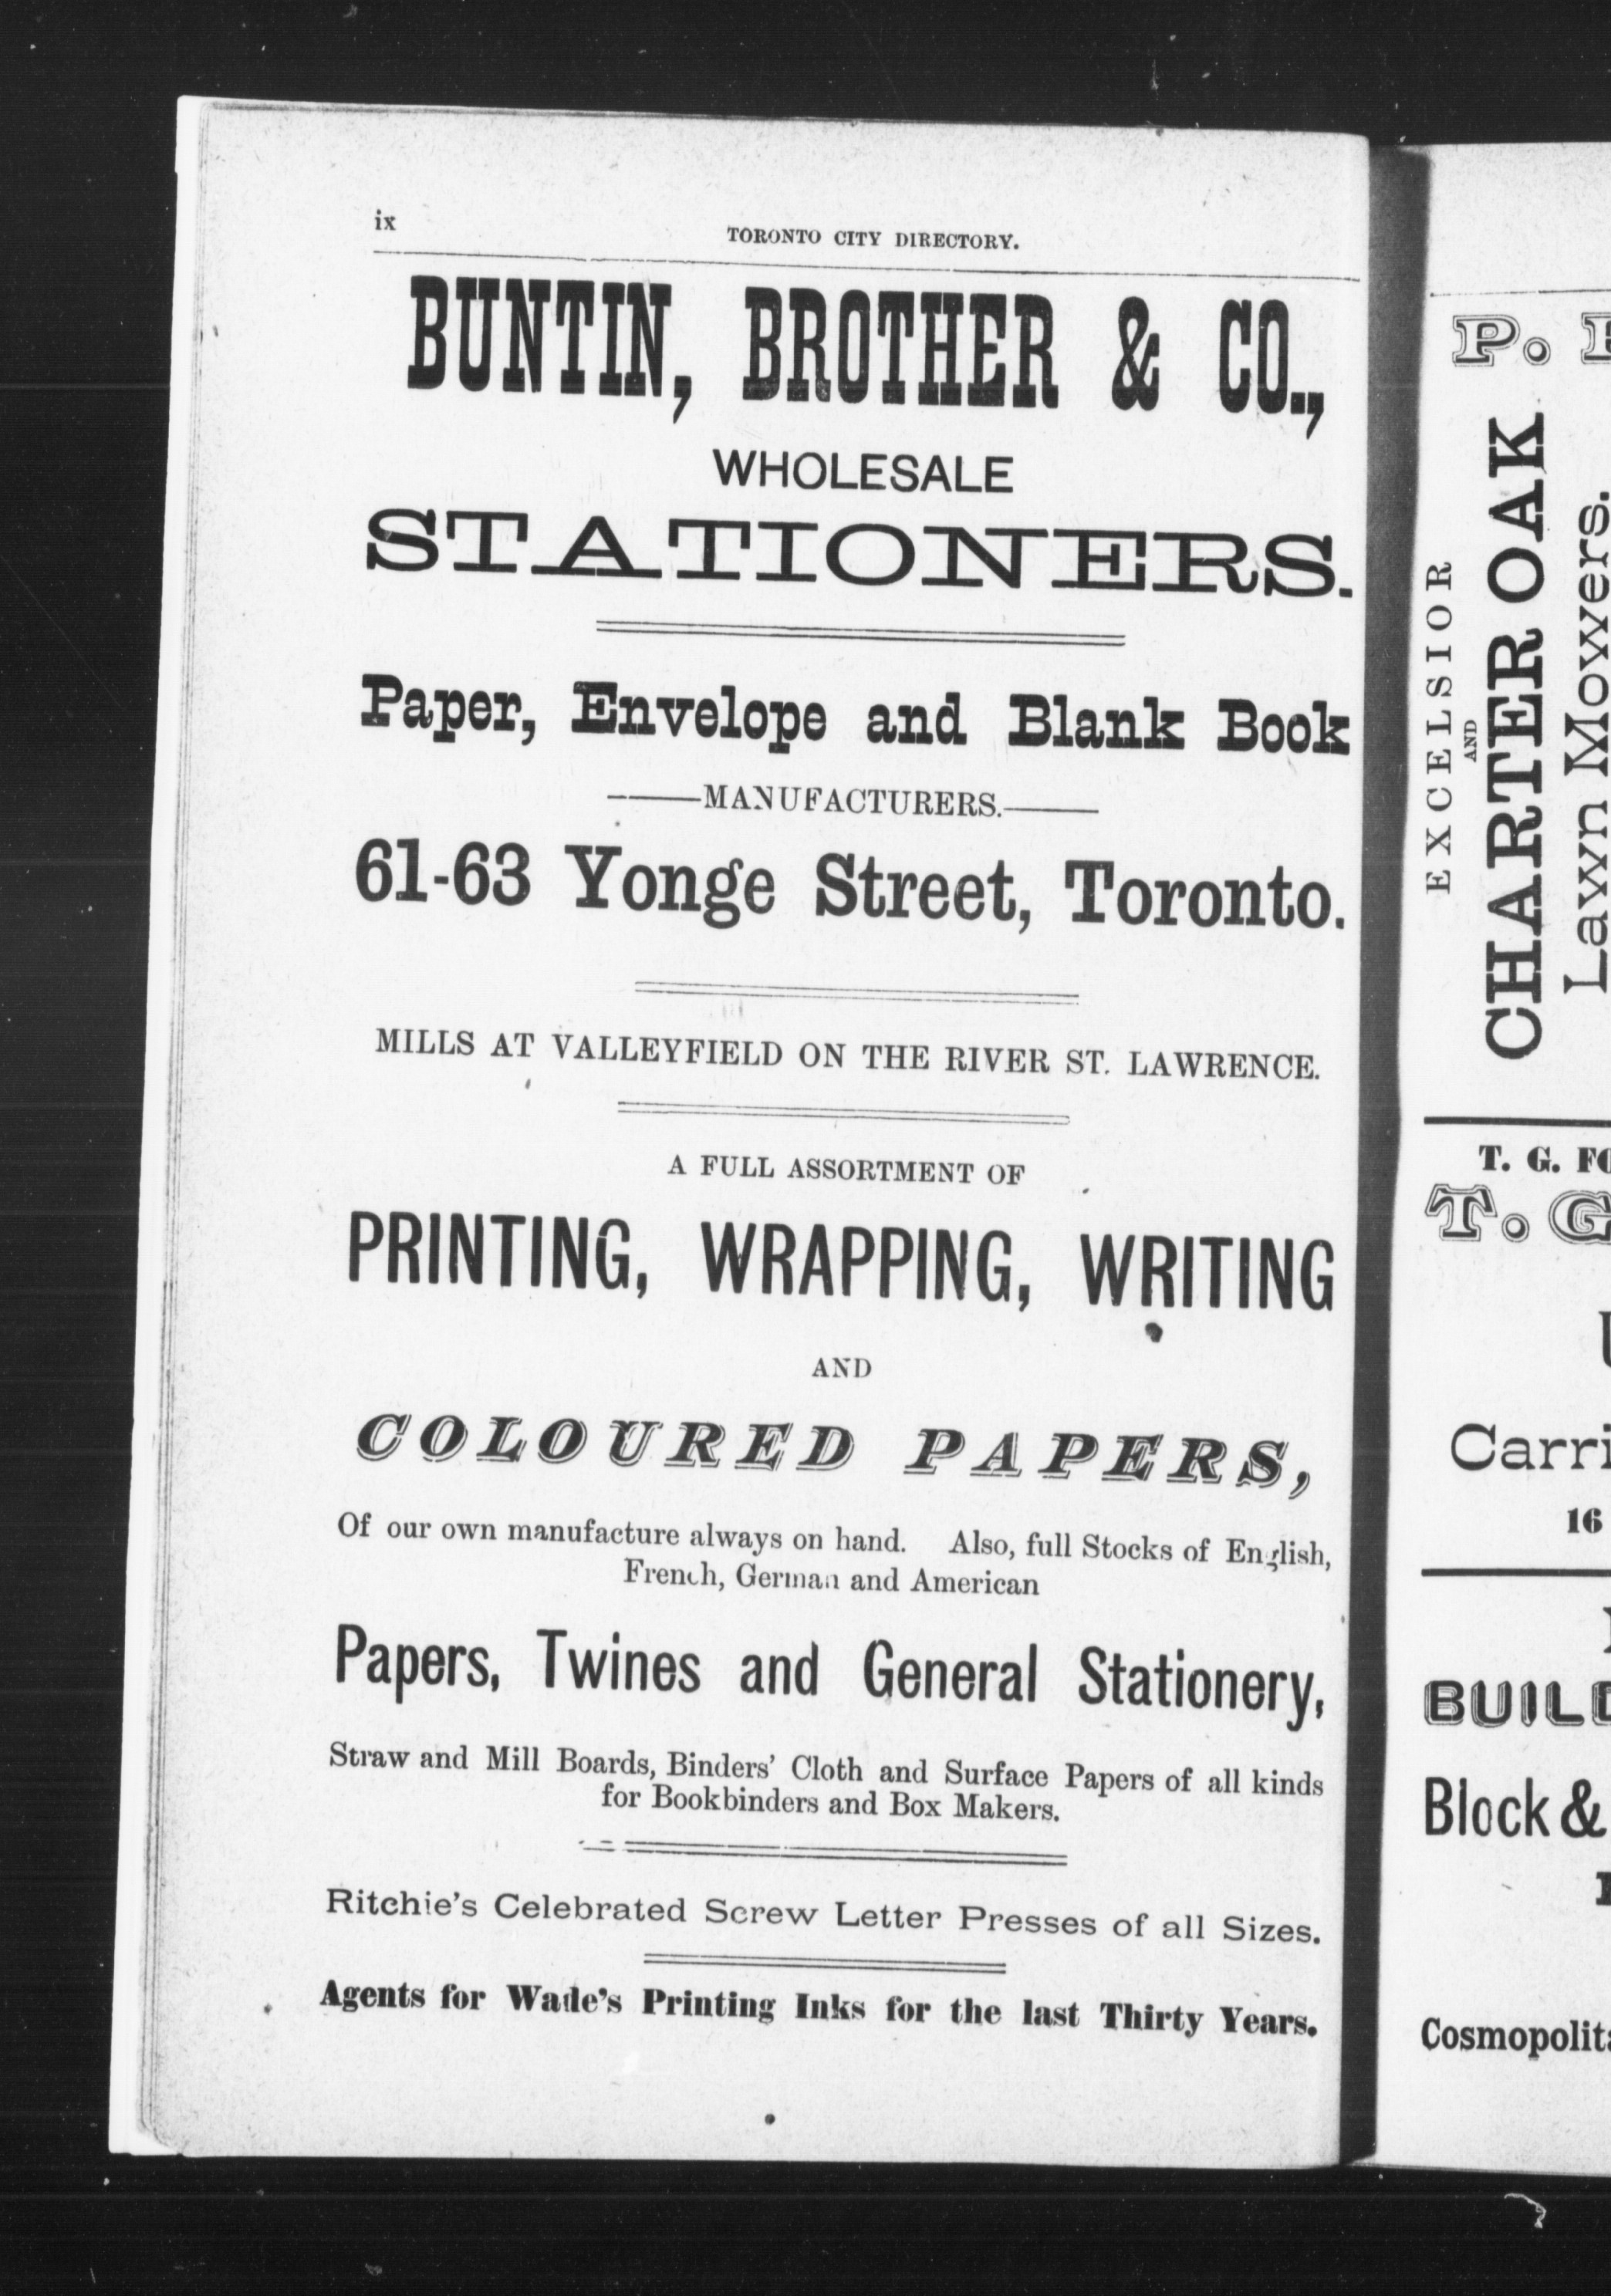 ix
TORONTO CITY DIRECTORY.
BUNTIN, BROTHER & CO.,
WHOLESALE
STATIONERS.
Paper, Envelope and Blank Book
MANUFACTURERS.
61-63 Yonge Street, Toronto.
MILLS AT VALLEYFIELD ON THE RIVER ST. LAWRENCE.
A FULL ASSORTMENT OF
PRINTING, WRAPPING, WRITING
AND
COLOURED PAPERS,
Of our own manufacture always on hand. Also, full Stocks of English,
French, German and American
Papers, Twines and General Stationery,
Straw and Mill Boards, Binders' Cloth and Surface Papers of all kinds
for Bookbinders and Box Makers.
Ritchie's Celebrated Screw Letter Presses of all Sizes.
Agents for Wade's Printing Inks for the last Thirty Years.
P.
EXCELSIOR
AND
CHARTER OAK
Lawn Mowers.
T. G.
T. G
16
Block &